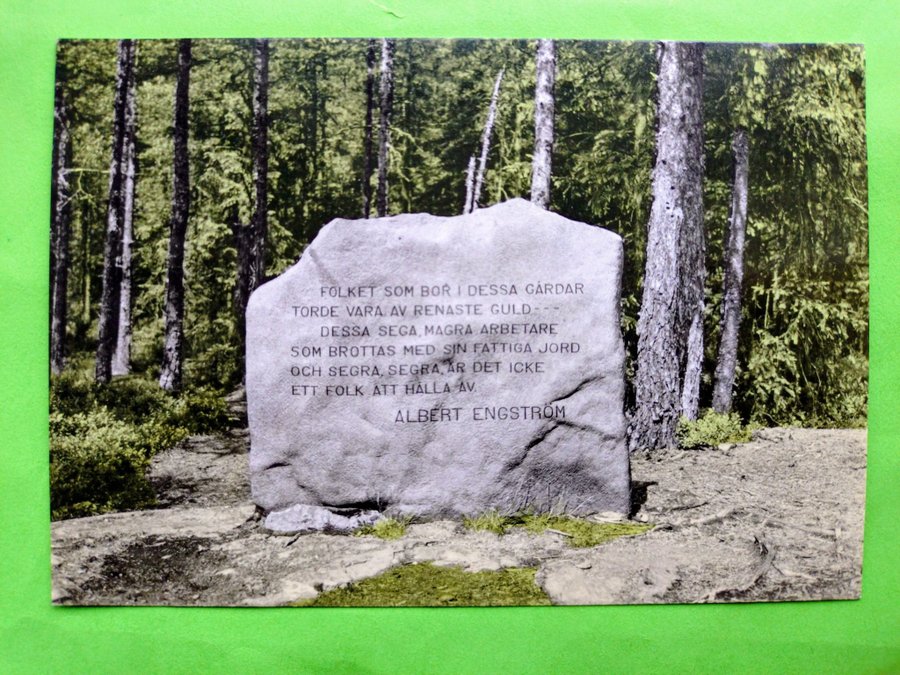 FOLKET SOM BOR I DESSA GÅRDAR
TORDE VARA AV RENASTE GULD---
DESSA SEGA, MAGRA ARBETARE
SOM BROTTAS MED SIN FATTIGA JORD
OCH SEGRA, SEGRA, ÄR DET ICKE
ETT FOLK ATT HÅLLA AV.
ALBERT ENGSTRÖM